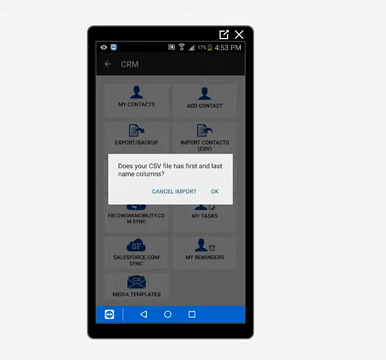 17% 4:53 PM
CRM
MY CONTACTS
ADD CONTACT
EXPORT/BACKUP
IMPORT CONTACTS
(CSV)
Does your CSV file has first and last
name columns?
CANCEL IMPORT OK
FIELDWORKMOBILITY.CO
M SYNC
MY TASKS
SF
SALESFORCE.COM
SYNC
MY REMINDERS
MEDIA TEMPLATES